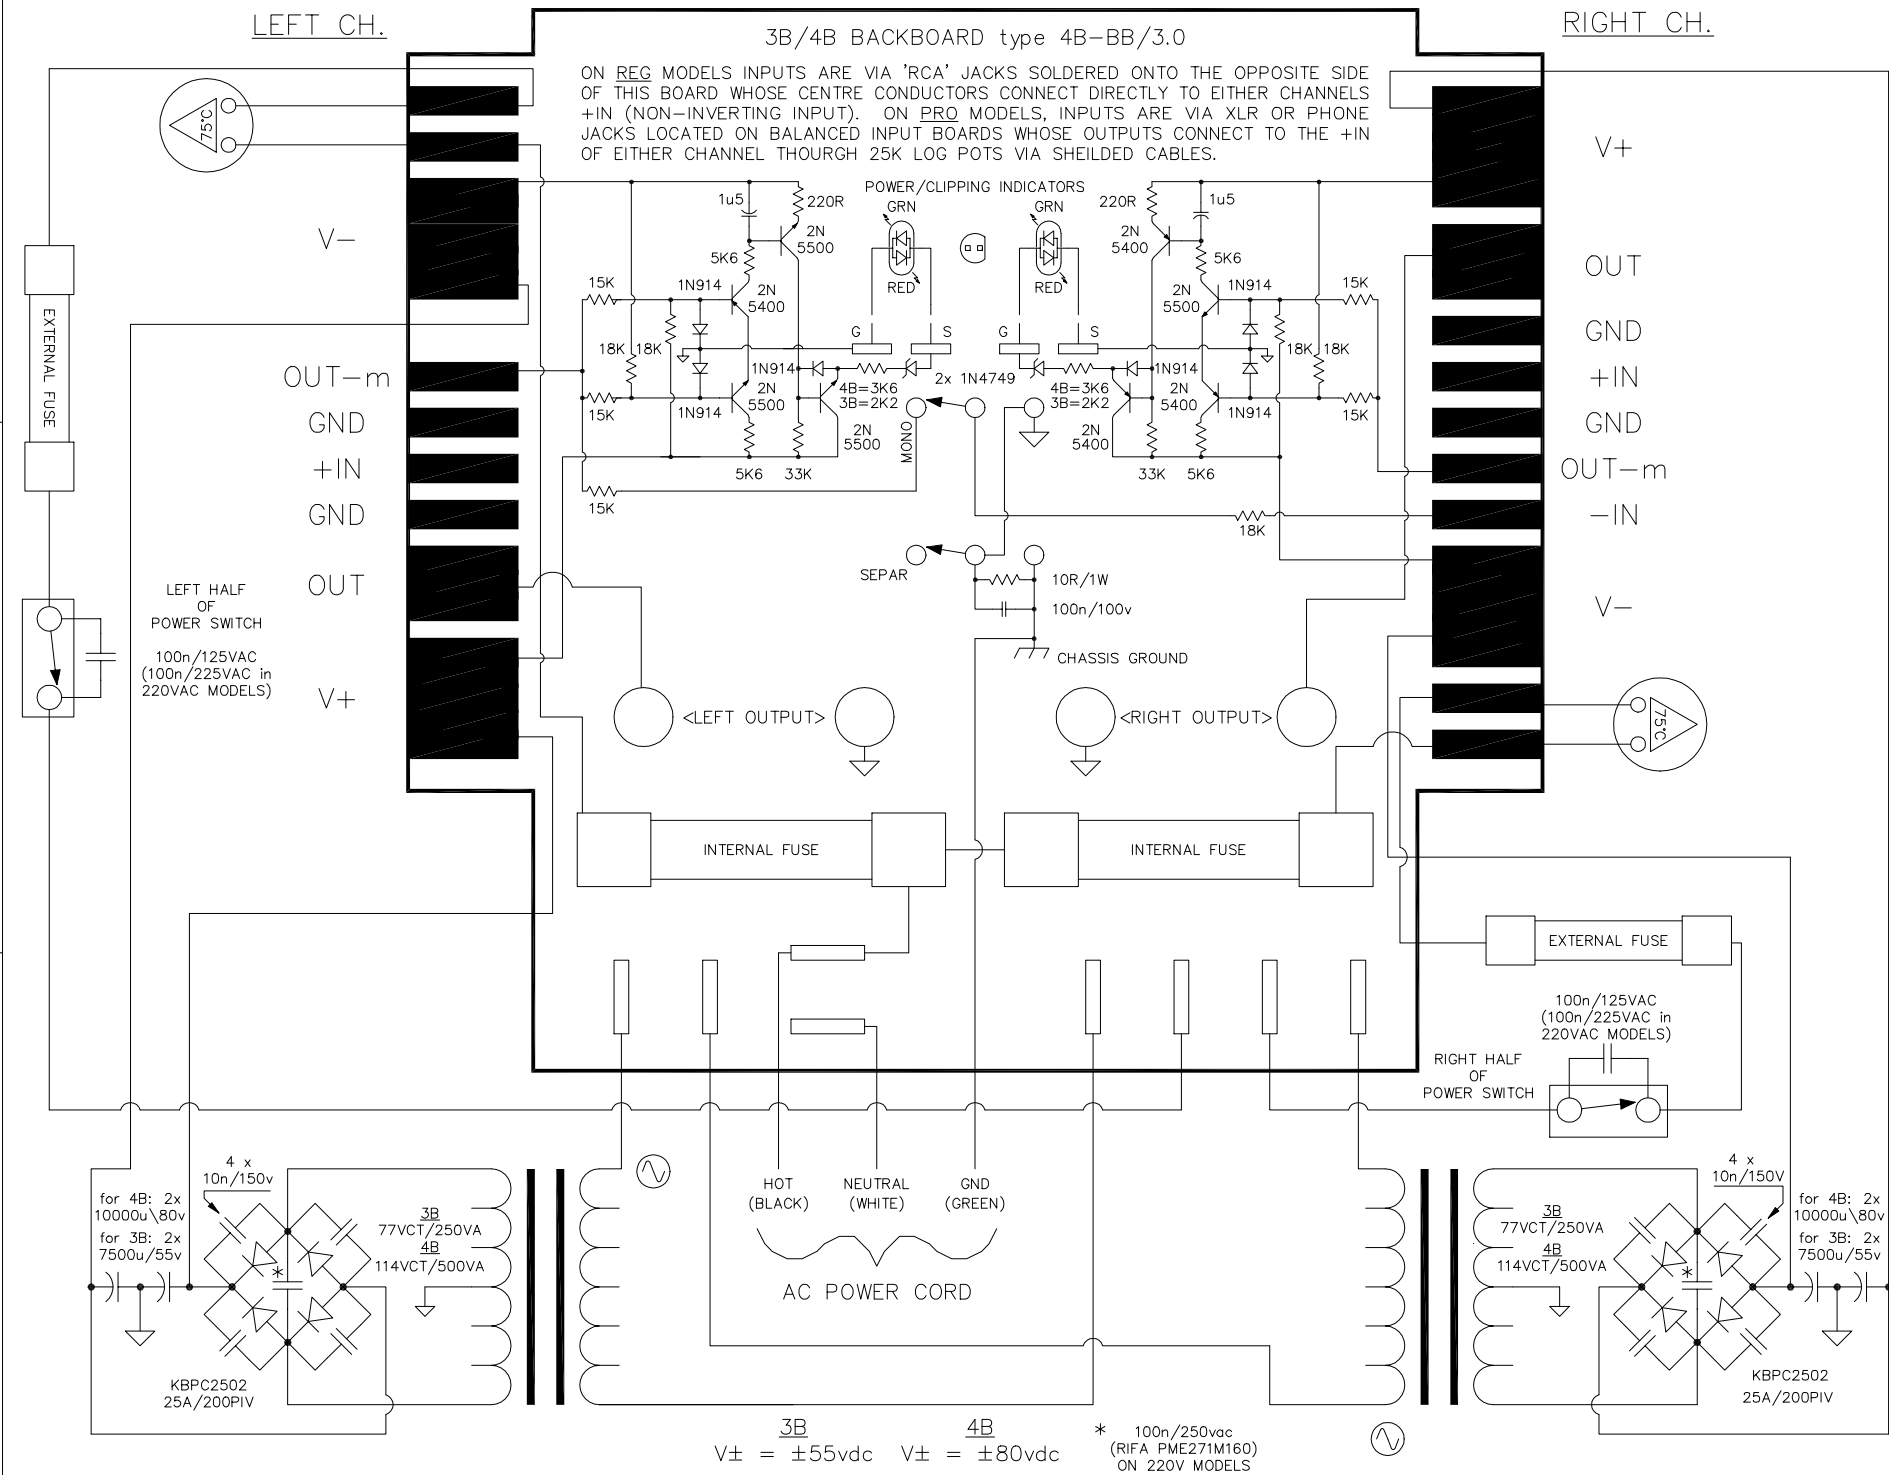 LEFT CH.
RIGHT CH.
3B/4B BACKBOARD type 4B-BB/3.0
ON REG MODELS INPUTS ARE VIA 'RCA' JACKS SOLDERED ONTO THE OPPOSITE SIDE
OF THIS BOARD WHOSE CENTRE CONDUCTORS CONNECT DIRECTLY TO EITHER CHANNELS
+IN (NON-INVERTING INPUT). ON PRO MODELS, INPUTS ARE VIA XLR OR PHONE
JACKS LOCATED ON BALANCED INPUT BOARDS WHOSE OUTPUTS CONNECT TO THE +IN
OF EITHER CHANNEL THOURGH 25K LOG POTS VIA SHEILDED CABLES.
75°C
V-
EXTERNAL FUSE
OUT-m
GND
+IN
GND
OUT
V+
LEFT HALF
OF
POWER SWITCH
100n/125VAC
(100n/225VAC in
220VAC MODELS)
POWER/CLIPPING INDICATORS
GRN
GRN
RED
RED
1u5
220R
2N
5500
5K6
15K
1N914
2N
5400
18K
18K
1N914
15K
1N914
2N
5500
2N
5500
5K6
33K
15K
G
S
G
S
2x 1N4749
4B=3K6
3B=2K2
4B=3K6
3B=2K2
MONO
220R
1u5
2N
5400
5K6
1N914
15K
2N
5500
18K
18K
1N914
2N
5400
1N914
15K
2N
5400
33K
5K6
18K
SEPAR
10R/1W
100n/100v
CHASSIS GROUND
V+
OUT
GND
+IN
GND
OUT-m
-IN
V-
75°C
<LEFT OUTPUT>
<RIGHT OUTPUT>
INTERNAL FUSE
INTERNAL FUSE
EXTERNAL FUSE
100n/125VAC
(100n/225VAC in
220VAC MODELS)
RIGHT HALF
OF
POWER SWITCH
4 x
10n/150v
for 4B: 2x
10000u\80v
for 3B: 2x
7500u/55v
3B
77VCT/250VA
4B
114VCT/500VA
*
KBPC2502
25A/200PIV
HOT
(BLACK)
NEUTRAL
(WHITE)
GND
(GREEN)
AC POWER CORD
3B
77VCT/250VA
4B
114VCT/500VA
4 x
10n/150V
for 4B: 2x
10000u\80v
for 3B: 2x
7500u/55v
*
KBPC2502
25A/200PIV
3B
V± = ±55vdc
4B
V± = ±80vdc
* 100n/250vac
(RIFA PME271M160)
ON 220V MODELS